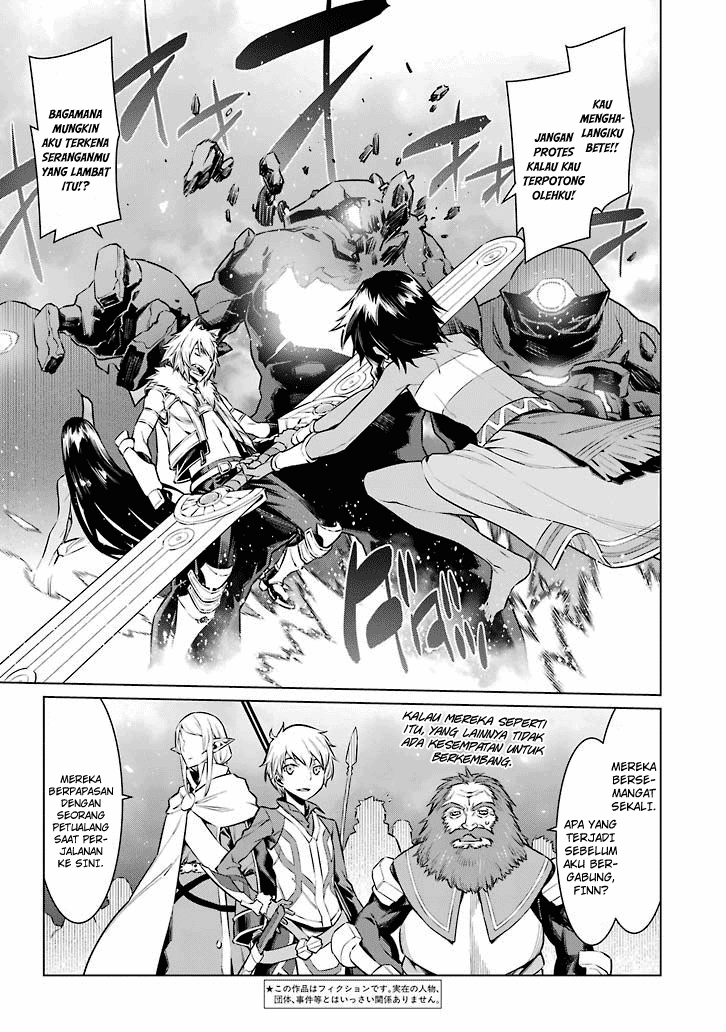 KAU
MENGHA-
LANGIKU
BETE!!
JANGAN
PROTES
KALAU KAU
TERPOTONG
OLEHKU!
BAGAMANA
MUNGKIN
AKU TERKENA
SERANGANMU
YANG LAMBAT
ITU!?
KALAU MEREKA SEPERTI
ITU, YANG LAINNYA TIDAK
ADA KESEMPATAN UNTUK
BERKEMBANG.
MEREKA
BERSE-
MANGAT
SEKALI.
APA YANG
TERJADI
SEBELUM
AKU BER-
GABUNG,
FINN?
MEREKA
BERPAPASAN
DENGAN
SEORANG
PETUALANG
SAAT PER-
JALANAN
KE SINI.
★この作品はフィクションです。実在の人物、
団体、事件等とはいっさい関係ありません。